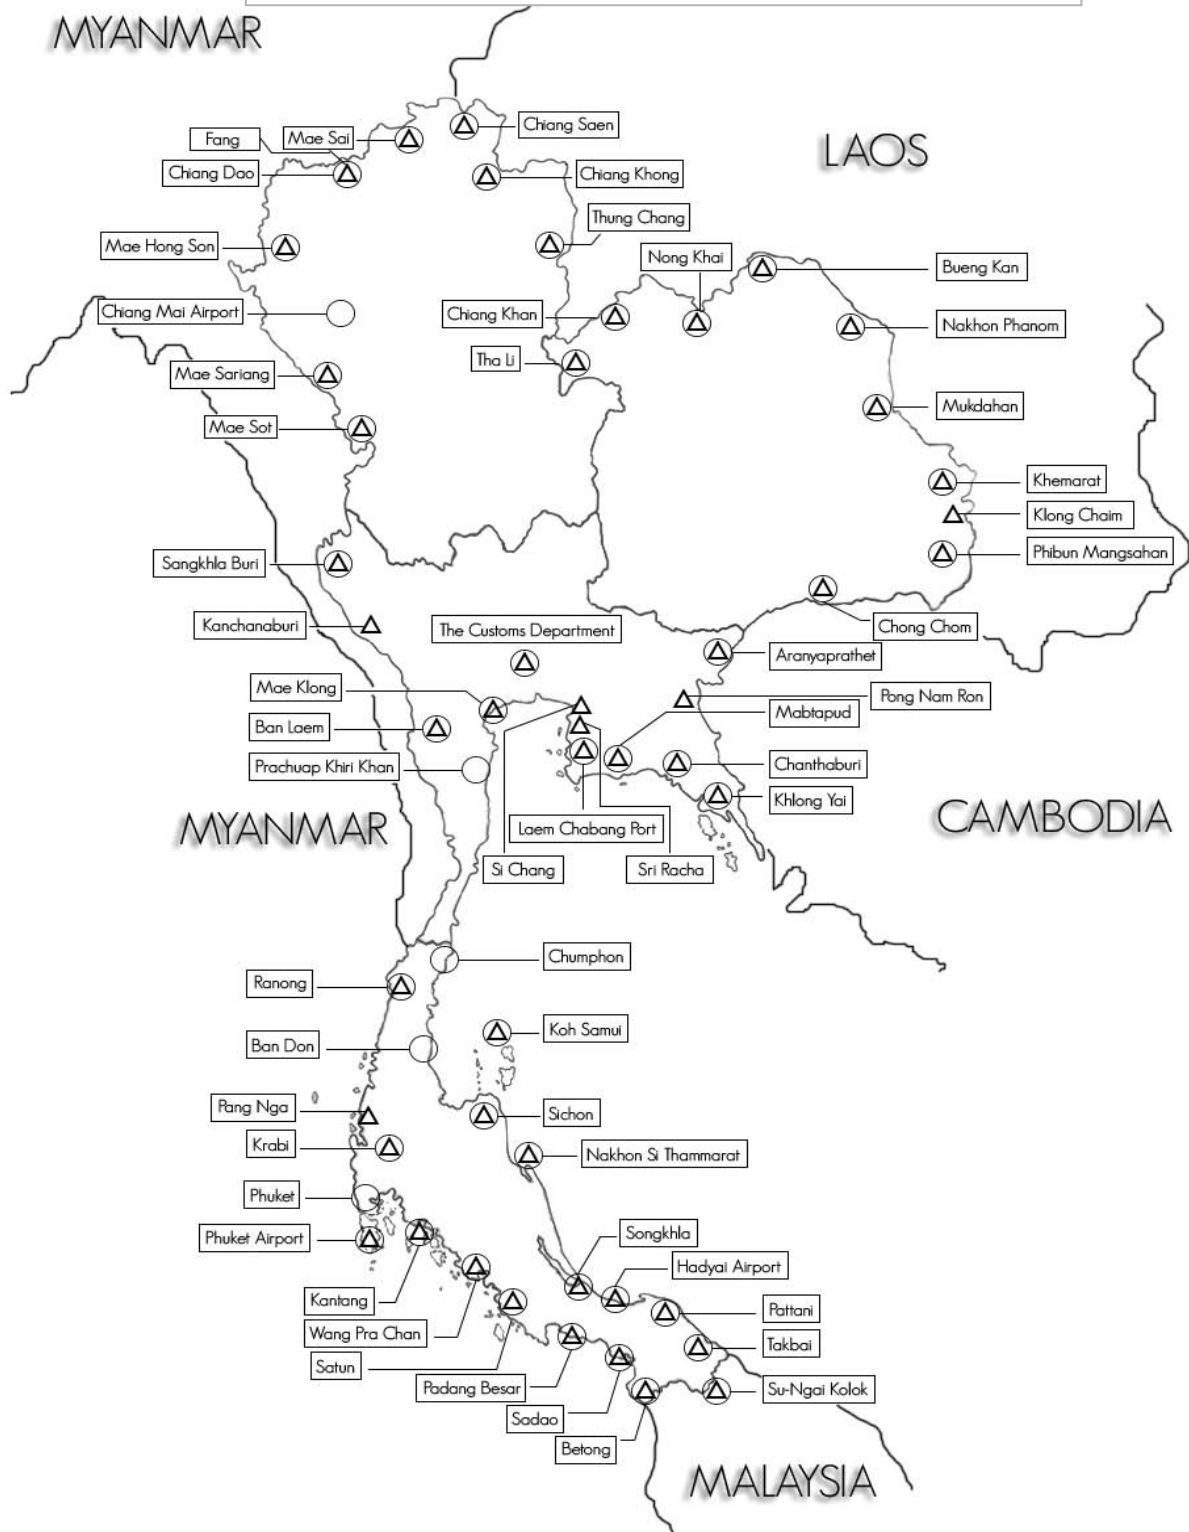 MYANMAR
Chiang Saen
Fang
Mae Sai
LAOS
Chiang Dao
Chiang Khong
Thung Chang
Mae Hong Son
Nong Khai
Bueng Kan
Chiang Mai Airport
Chiang Khan
Nakhon Phanom
Tha Li
Mae Sariang
Mukdahan
Mae Sot
Khemarat
Klong Chaim
Phibun Mangsahan
Sangkhla Buri
Kanchanaburi
The Customs Department
Chong Chom
Aranyaprathet
Mae Klong
Pong Nam Ron
Mabtapud
Ban Laem
Prachuap Khiri Khan
Chanthaburi
Khlong Yai
MYANMAR
Laem Chabang Port
CAMBODIA
Si Chang
Sri Racha
Chumphon
Ranong
Koh Samui
Ban Don
Pang Nga
Sichon
Krabi
Nakhon Si Thammarat
Phuket
Phuket Airport
Songkhla
Hadyai Airport
Kantang
Pattani
Wang Pra Chan
Takbai
Satun
Padang Besar
Su-Ngai Kolok
Sadao
Betong
MALAYSIA